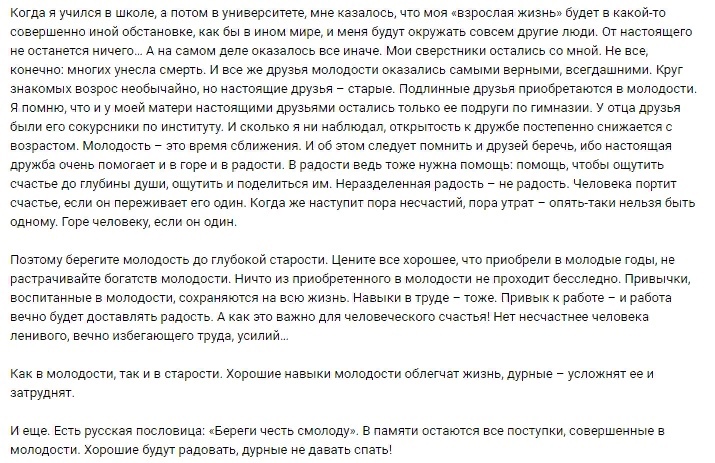 Когда я учился в школе, а потом в университете, мне казалось, что моя «взрослая жизнь» будет в какой-то
совершенно иной обстановке, как бы в ином мире, и меня будут окружать совсем другие люди. От настоящего
не останется ничего… А на самом деле оказалось все иначе. Мои сверстники остались со мной. Не все,
конечно: многих унесла смерть. И все же друзья молодости оказались самыми верными, всегдашними. Круг
знакомых возрос необычайно, но настоящие друзья – старые. Подлинные друзья приобретаются в молодости.
Я помню, что и у моей матери настоящими друзьями остались только ее подруги по гимназии. У отца друзья
были его сокурсники по институту. И сколько я ни наблюдал, открытость к дружбе постепенно снижается с
возрастом. Молодость – это время сближения. И об этом следует помнить и друзей беречь, ибо настоящая
дружба очень помогает и в горе и в радости. В радости ведь тоже нужна помощь: помощь, чтобы ощутить
счастье до глубины души, ощутить и поделиться им. Неразделенная радость – не радость. Человека портит
счастье, если он переживает его один. Когда же наступит пора несчастий, пора утрат – опять-таки нельзя быть
одному. Горе человеку, если он один.
Поэтому берегите молодость до глубокой старости. Цените все хорошее, что приобрели в молодые годы, не
растрачивайте богатств молодости. Ничто из приобретенного в молодости не проходит бесследно. Привычки,
воспитанные в молодости, сохраняются на всю жизнь. Навыки в труде – тоже. Привык к работе – и работа
вечно будет доставлять радость. А как это важно для человеческого счастья! Нет несчастнее человека
ленивого, вечно избегающего труда, усилий…
Как в молодости, так и в старости. Хорошие навыки молодости облегчат жизнь, дурные – усложнят ее и
затруднят.
И еще. Есть русская пословица: «Береги честь смолоду». В памяти остаются все поступки, совершенные в
молодости. Хорошие будут радовать, дурные не давать спать!